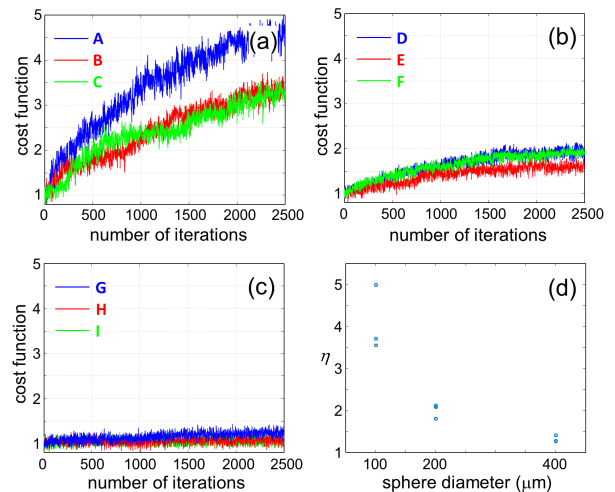 5
4
3
2
1
cost function
A
B
C
(a)
0
500
1000
1500
2000
2500
number of iterations
5
4
3
2
1
cost function
D
E
F
(b)
0
500
1000
1500
2000
2500
number of iterations
5
4
3
2
1
cost function
G
H
I
(c)
0
500
1000
1500
2000
2500
number of iterations
5
4
3
2
1
η
(d)
100
200
400
sphere diameter (μm)